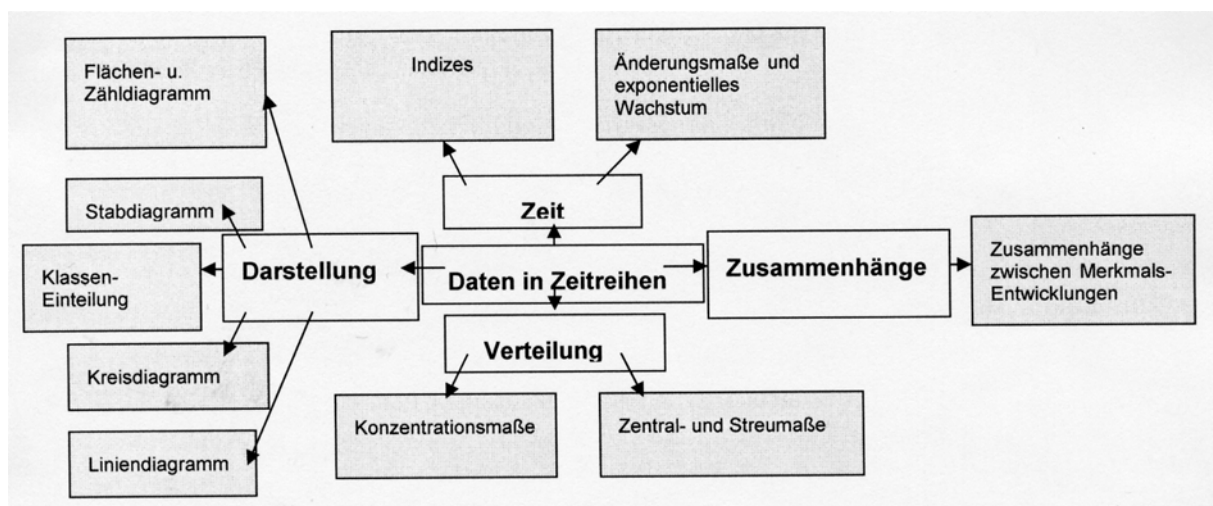 Flächen- u.
Zähldiagramm
Indizes
Änderungsmaße und
exponentielles
Wachstum
Stabdiagramm
Zeit
Klassen-
Einteilung
Darstellung
Daten in Zeitreihen
Zusammenhänge
Zusammenhänge
zwischen Merkmals-
Entwicklungen
Verteilung
Kreisdiagramm
Konzentrationsmaße
Zentral- und Streumaße
Liniendiagramm